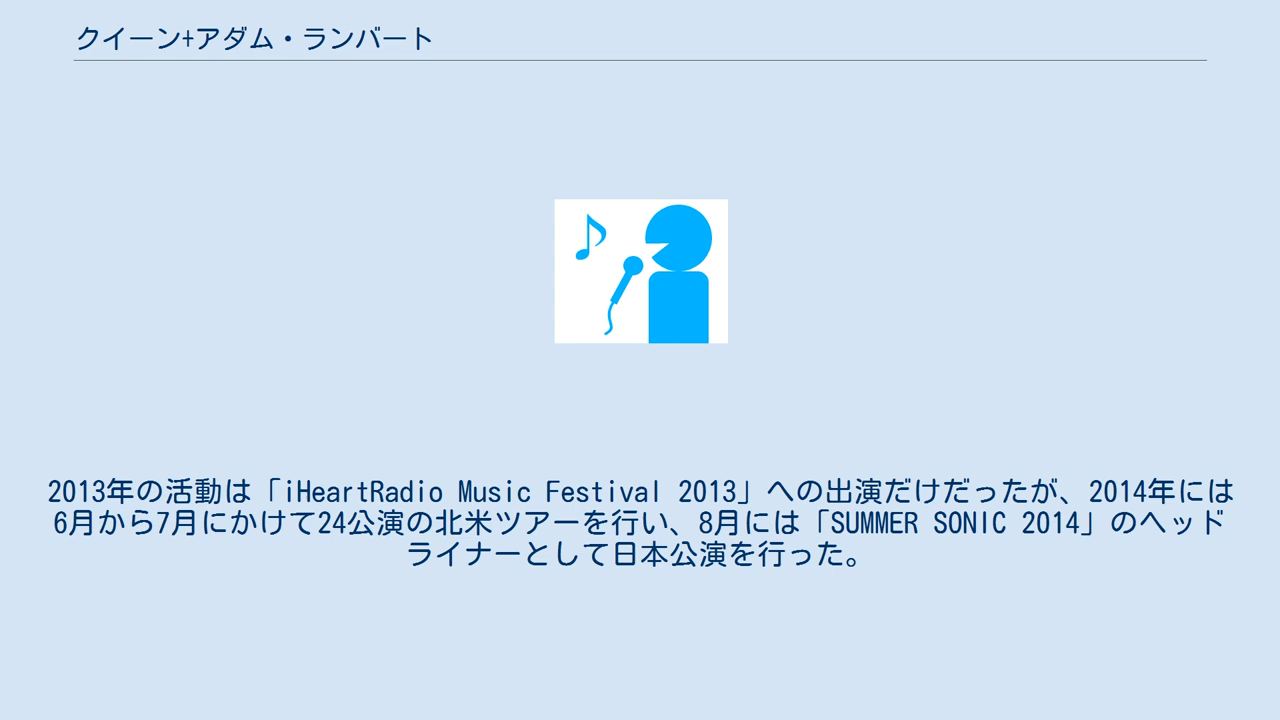 クイーン+アダム・ランバート
2013年の活動は「iHeartRadio Music Festival 2013」への出演だけだったが、2014年には
6月から7月にかけて24公演の北米ツアーを行い、8月には「SUMMER SONIC 2014」のヘッド
ライナーとして日本公演を行った。